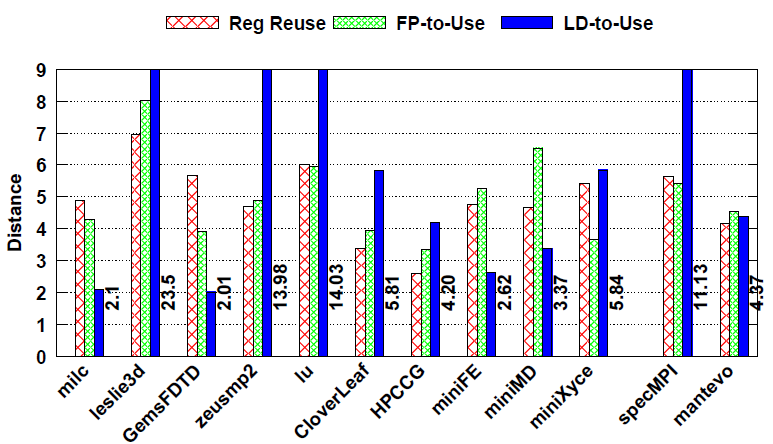 Reg Reuse FP-to-Use LD-to-Use
9
8
7
6
5
4
3
2
1
0
Distance
2.1
23.5
2.01
13.98
14.03
5.81
4.20
2.62
3.37
5.84
11.13
4.37
milc
leslie3d
GemsFDTD
zeusmp2
lu
CloverLeaf
HPCCG
miniFE
miniMD
miniXyce
specMPI
mantevo